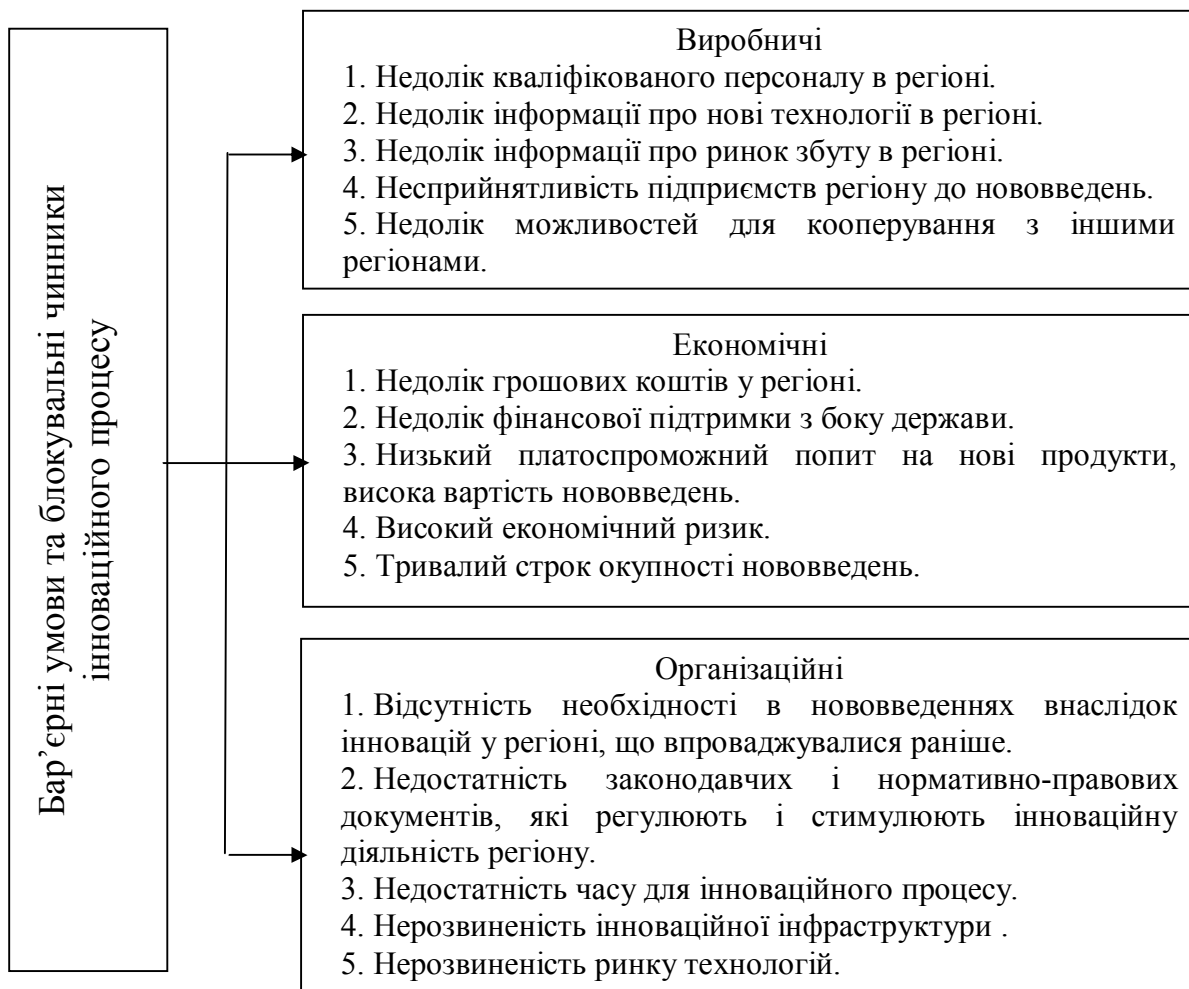 Бар’єрні умови та блокувальні чинники
інноваційного процесу
Виробничі
1. Недолік кваліфікованого персоналу в регіоні.
2. Недолік інформації про нові технології в регіоні.
3. Недолік інформації про ринок збуту в регіоні.
4. Несприйнятливість підприємств регіону до нововведень.
5. Недолік можливостей для кооперування з іншими
регіонами.
Економічні
1. Недолік грошових коштів у регіоні.
2. Недолік фінансової підтримки з боку держави.
3. Низький платоспроможний попит на нові продукти,
висока вартість нововведень.
4. Високий економічний ризик.
5. Тривалий строк окупності нововведень.
Організаційні
1. Відсутність необхідності в нововведеннях внаслідок
інновацій у регіоні, що впроваджувалися раніше.
2. Недостатність законодавчих і нормативно-правових
документів, які регулюють і стимулюють інноваційну
діяльність регіону.
3. Недостатність часу для інноваційного процесу.
4. Нерозвиненість інноваційної інфраструктури .
5. Нерозвиненість ринку технологій.